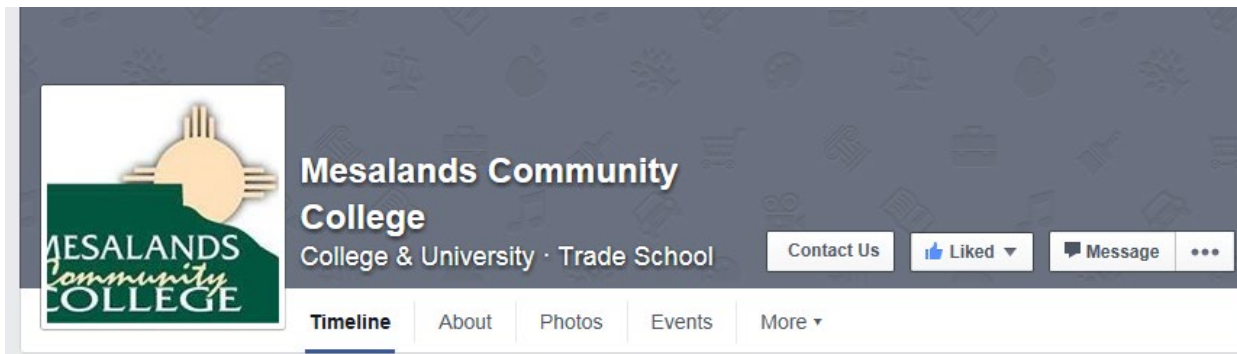 Mesalands Community
College
College & University · Trade School
Contact Us
Liked
Message
MESALANDS
Community
COLLEGE
Timeline
About
Photos
Events
More